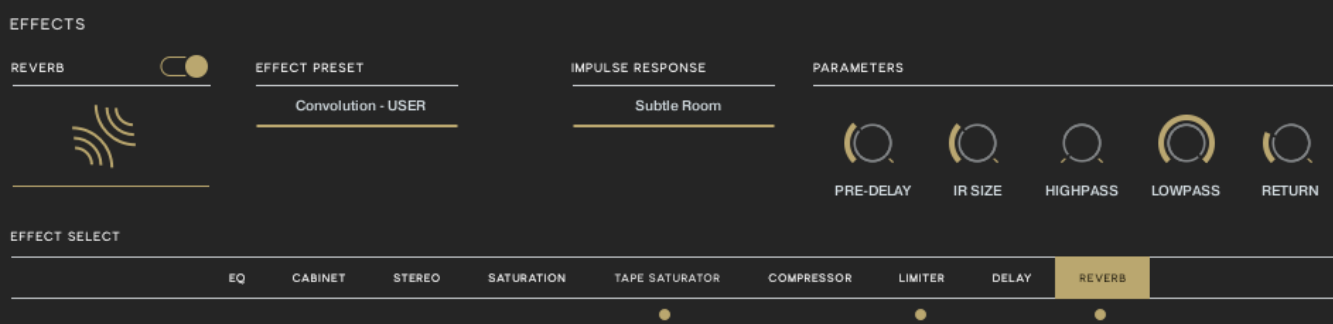 EFFECTS
REVERB
EFFECT PRESET
IMPULSE RESPONSE
PARAMETERS
Convolution - USER
Subtle Room
PRE-DELAY
IR SIZE
HIGHPASS
LOWPASS
RETURN
EFFECT SELECT
EQ
CABINET
STEREO
SATURATION
TAPE SATURATOR
COMPRESSOR
LIMITER
DELAY
REVERB